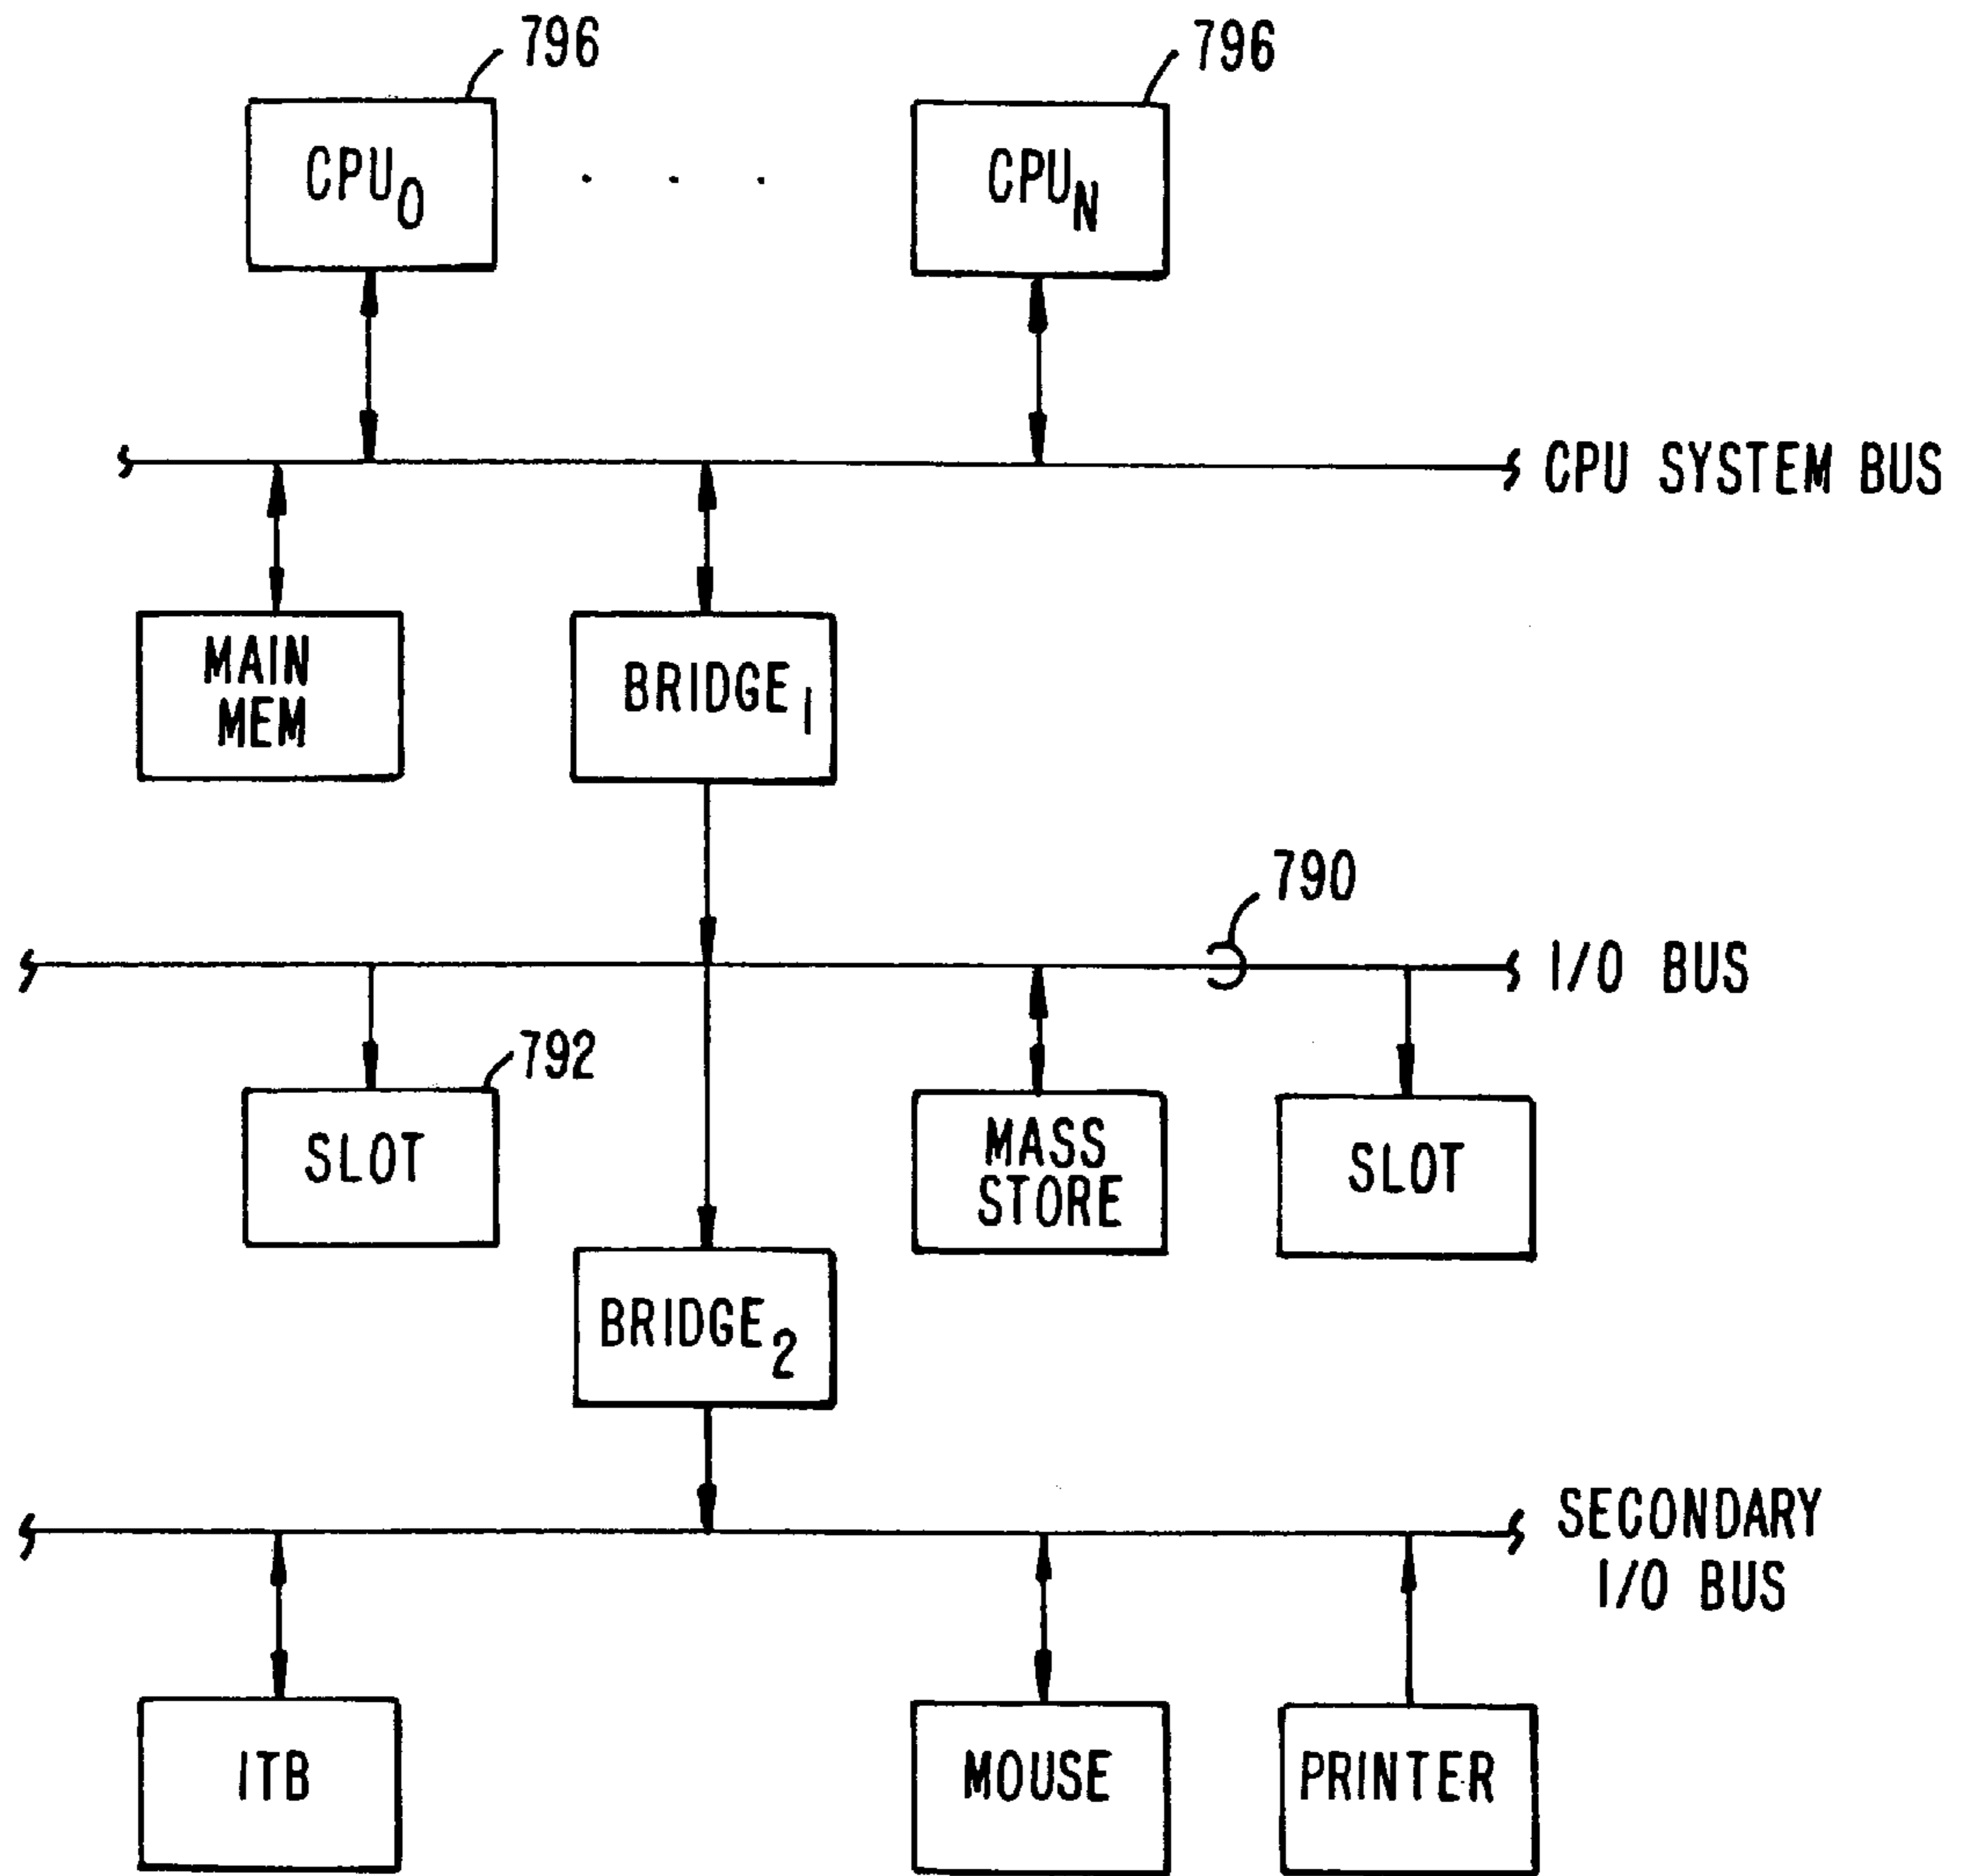 796
796
CPU0
CPUN
CPU SYSTEM BUS
MAIN
MEM
BRIDGE1
790
I/O BUS
792
SLOT
MASS
STORE
SLOT
BRIDGE2
SECONDARY
I/O BUS
ITB
MOUSE
PRINTER